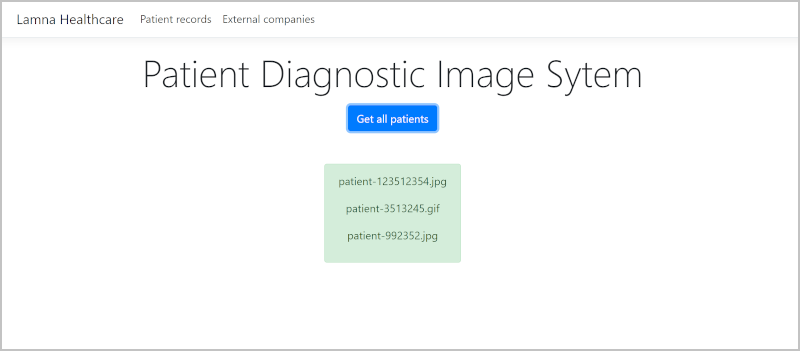 Lamna Healthcare Patient records External companies
Patient Diagnostic Image Sytem
Get all patients
patient-123512354.jpg
patient-3513245.gif
patient-992352.jpg